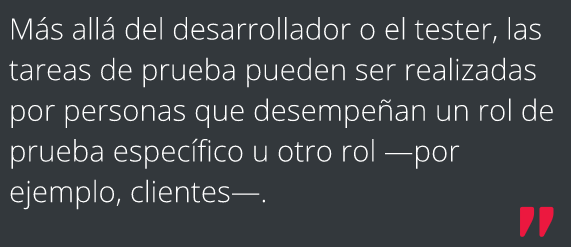 Más allá del desarrollador o el tester, las
tareas de prueba pueden ser realizadas
por personas que desempeñan un rol de
prueba específico u otro rol —por
ejemplo, clientes—.
"